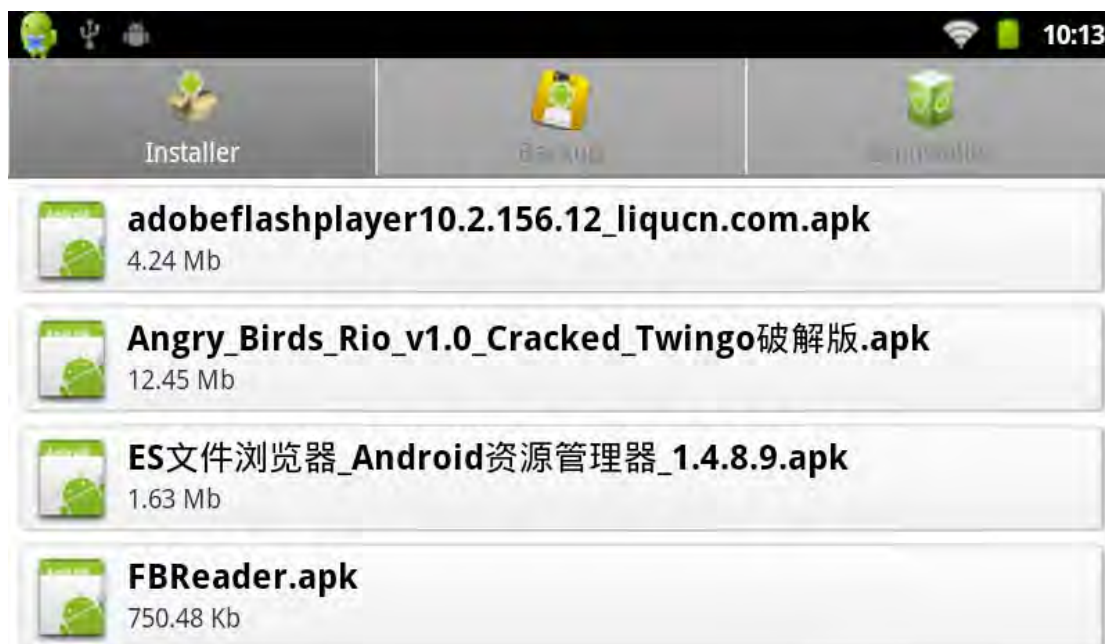 10:13
Installer
Backup
adobeflashplayer10.2.156.12_liqucn.com.apk
4.24 Mb
Angry_Birds_Rio_v1.0_Cracked_Twingo破解版.apk
12.45 Mb
ES文件浏览器_Android资源管理器_1.4.8.9.apk
1.63 Mb
FBReader.apk
750.48 Kb